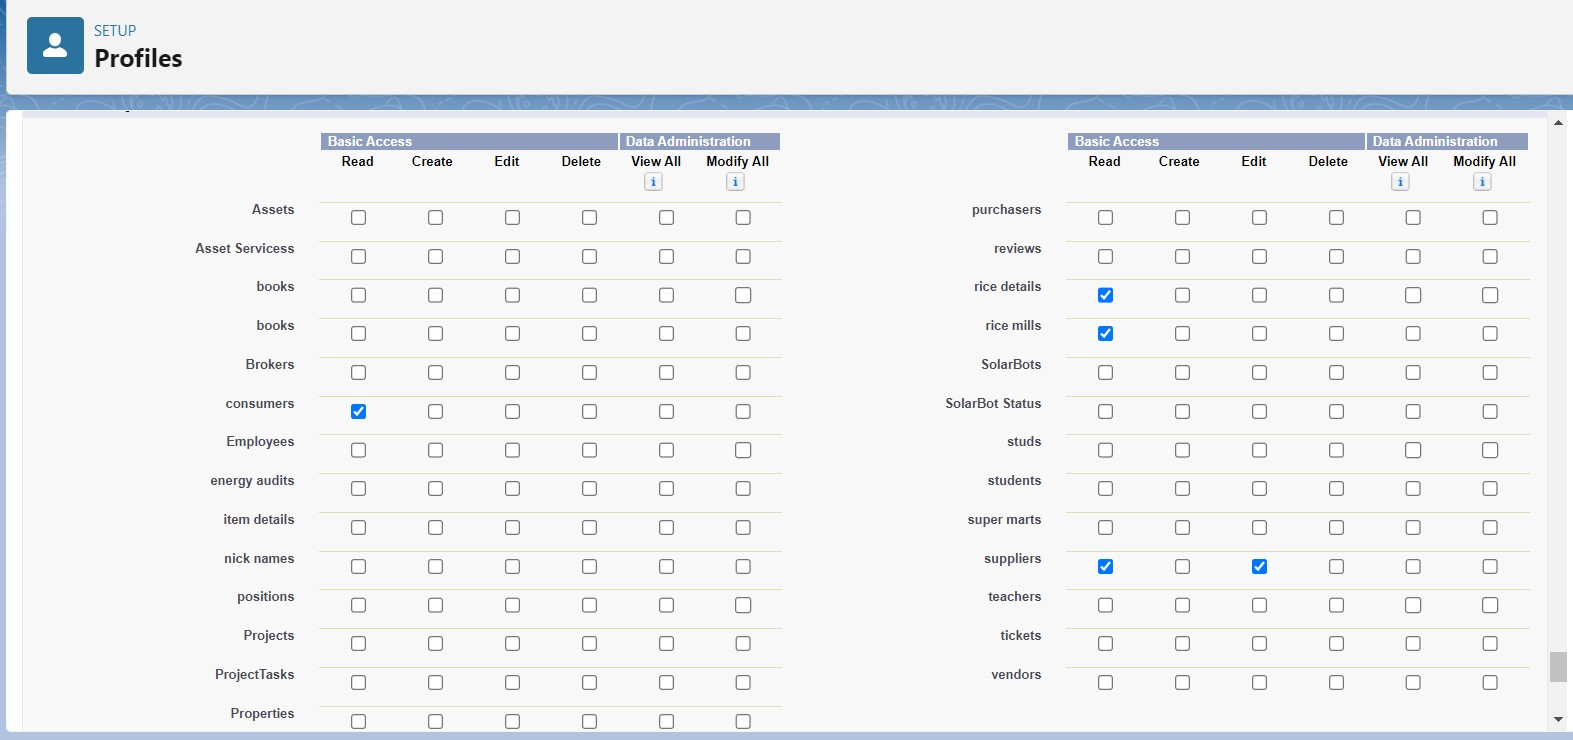 SETUP
Profiles
Basic Access Data Administration
Read Create Edit Delete View All Modify All
i i
Assets
Asset Servicess
books
books
Brokers
consumers
Employees
energy audits
item details
nick names
positions
Projects
ProjectTasks
Properties
Basic Access Data Administration
Read Create Edit Delete View All Modify All
i i
purchasers
reviews
rice details
rice mills
SolarBots
SolarBot Status
studs
students
super marts
suppliers
teachers
tickets
vendors